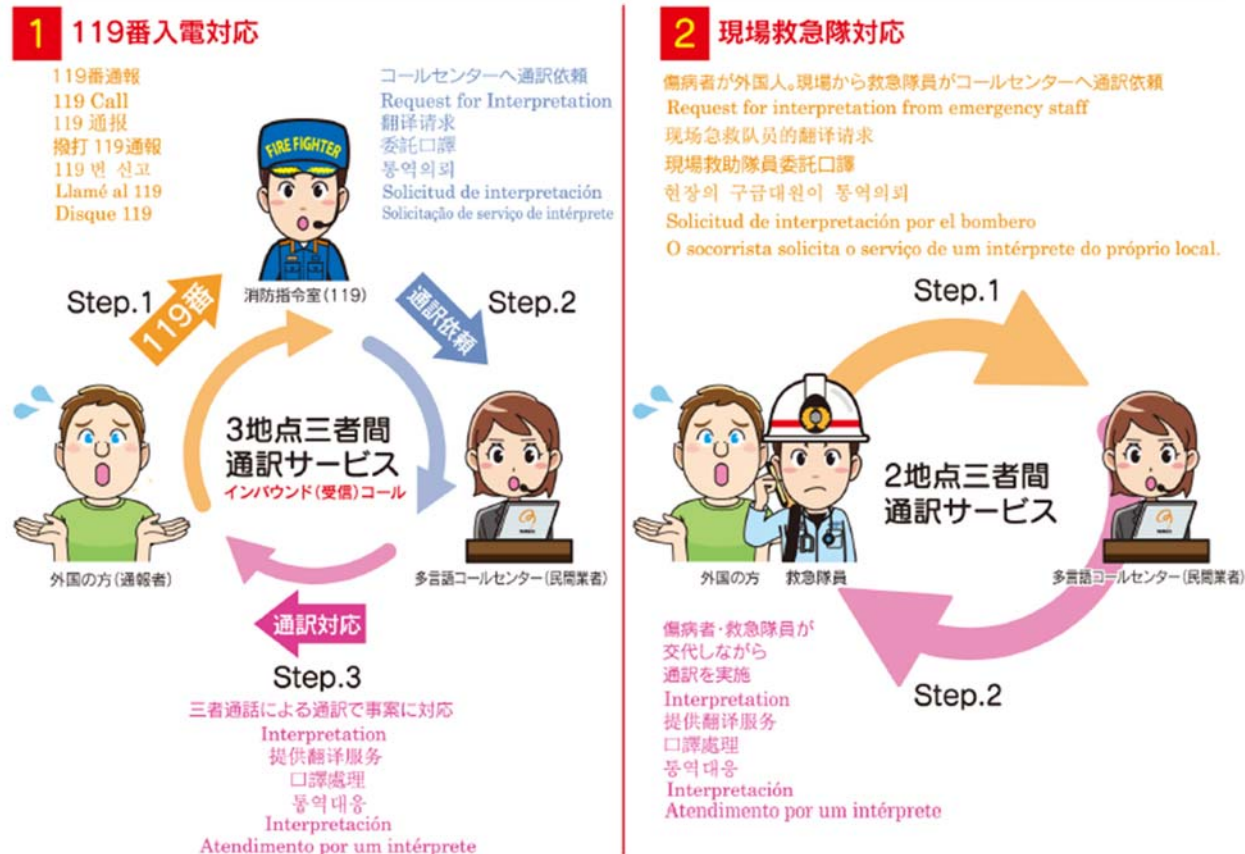 1 119番入電対応
119番通報
119 Call
119 通报
撥打 119通報
119 번 신고
Llamé al 119
Disque 119
コールセンターへ通訳依頼
Request for Interpretation
翻译请求
委託口譯
통역의뢰
Solicitud de interpretación
Solicitação de serviço de intérprete
FIRE FIGHTER
消防指令室(119)
Step.1
119番
通訳依頼
Step.2
3地点三者間
通訳サービス
インバウンド(受信)コール
外国の方(通報者)
多言語コールセンター(民間業者)
通訳対応
Step.3
三者通話による通訳で事案に対応
Interpretation
提供翻译服务
口譯處理
통역대응
Interpretación
Atendimento por um intérprete
2 現場救急隊対応
傷病者が外国人。現場から救急隊員がコールセンターへ通訳依頼
Request for interpretation from emergency staff
现场急救队员的翻译请求
現場救助隊員委託口譯
현장의 구급대원이 통역의뢰
Solicitud de interpretación por el bombero
O socorrista solicita o serviço de um intérprete do próprio local.
Step.1
2地点三者間
通訳サービス
外国の方
救急隊員
多言語コールセンター(民間業者)
傷病者・救急隊員が
交代しながら
通訳を実施
Interpretation
提供翻译服务
口譯處理
통역대응
Interpretación
Atendimento por um intérprete
Step.2